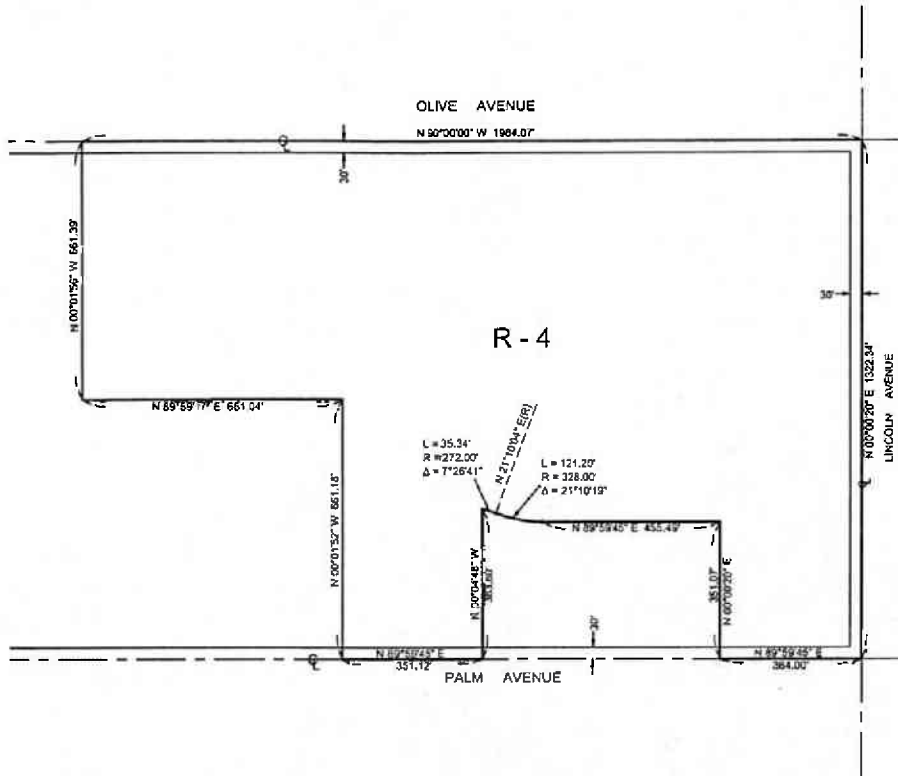 OLIVE AVENUE
N 90°00'00" W 1984.07'
30'
N 00°01'56" W 661.39'
30'
R - 4
N 00°00'20" E 1322.34'
LINCOLN AVENUE
N 89°59'17" E 661.04'
N 21°10'04" E(R)
L = 35.34'
R = 272.00'
Δ = 7°26'41"
L = 121.20'
R = 328.00'
Δ = 21°10'19"
N 00°01'52" W 661.18'
N 89°59'45" E 455.49'
N 00°04'48" W
351.07'
N 00°00'20" E
30'
N 89°59'45" E
351.12'
N 89°59'45" E
364.00'
PALM AVENUE